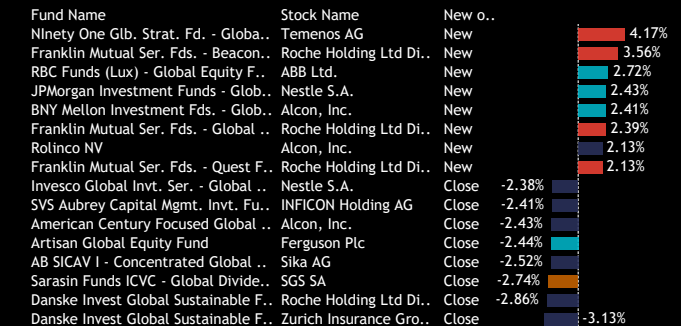 Fund Name Stock Name New o..
NInety One Glb. Strat. Fd. - Globa.. Temenos AG New 4.17%
Franklin Mutual Ser. Fds. - Beacon.. Roche Holding Ltd Di.. New 3.56%
RBC Funds (Lux) - Global Equity F.. ABB Ltd. New 2.72%
JPMorgan Investment Funds - Glob.. Nestle S.A. New 2.43%
BNY Mellon Investment Fds. - Glob.. Alcon, Inc. New 2.41%
Franklin Mutual Ser. Fds. - Global .. Roche Holding Ltd Di.. New 2.39%
Rolinco NV Alcon, Inc. New 2.13%
Franklin Mutual Ser. Fds. - Quest F.. Roche Holding Ltd Di.. New 2.13%
Invesco Global Invt. Ser. - Global .. Nestle S.A. Close -2.38%
SVS Aubrey Capital Mgmt. Invt. Fu.. INFICON Holding AG Close -2.41%
American Century Focused Global .. Alcon, Inc. Close -2.43%
Artisan Global Equity Fund Ferguson Plc Close -2.44%
AB SICAV I - Concentrated Global .. Sika AG Close -2.52%
Sarasin Funds ICVC - Global Divide.. SGS SA Close -2.74%
Danske Invest Global Sustainable F.. Roche Holding Ltd Di.. Close -2.86%
Danske Invest Global Sustainable F.. Zurich Insurance Gro.. Close -3.13%